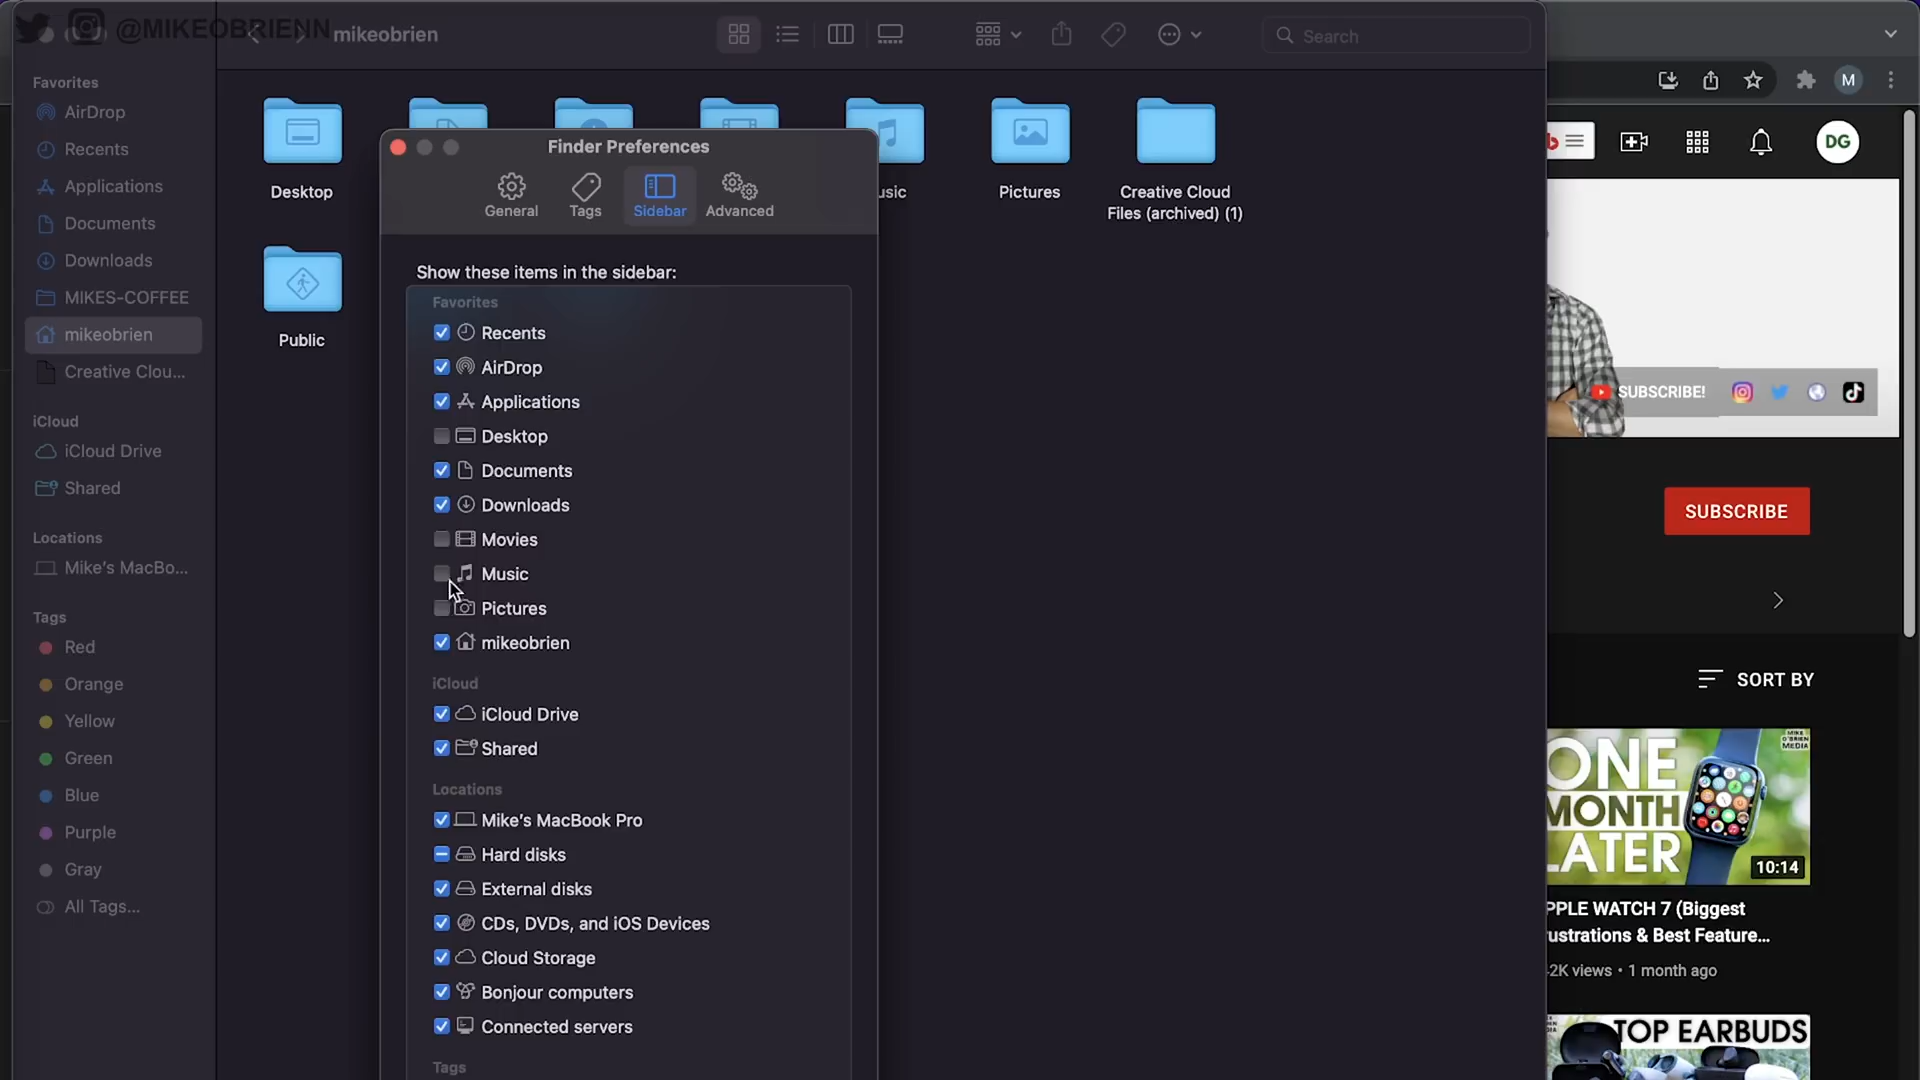 @MIKEOBRIENN
mikeobrien
Search
Favorites
AirDrop
Recents
Applications
Documents
Downloads
MIKES-COFFEE
mikeobrien
Creative Clou...
iCloud
iCloud Drive
Shared
Locations
Mike's MacBo...
Tags
Red
Orange
Yellow
Green
Blue
Purple
Gray
All Tags...
Desktop
Pictures
Creative Cloud
Files (archived) (1)
Public
Finder Preferences
General
Tags
Sidebar
Advanced
Show these items in the sidebar:
Favorites
Recents
AirDrop
Applications
Desktop
Documents
Downloads
Movies
Music
Pictures
mikeobrien
iCloud
iCloud Drive
Shared
Locations
Mike's MacBook Pro
Hard disks
External disks
CDs, DVDs, and iOS Devices
Cloud Storage
Bonjour computers
Connected servers
Tags
M
DG
SUBSCRIBE!
SUBSCRIBE
SORT BY
ONE
MONTH
LATER
MIKE
O'BRIEN
MEDIA
10:14
PPLE WATCH 7 (Biggest
ustrations & Best Feature...
2K views • 1 month ago
TOP EARBUDS